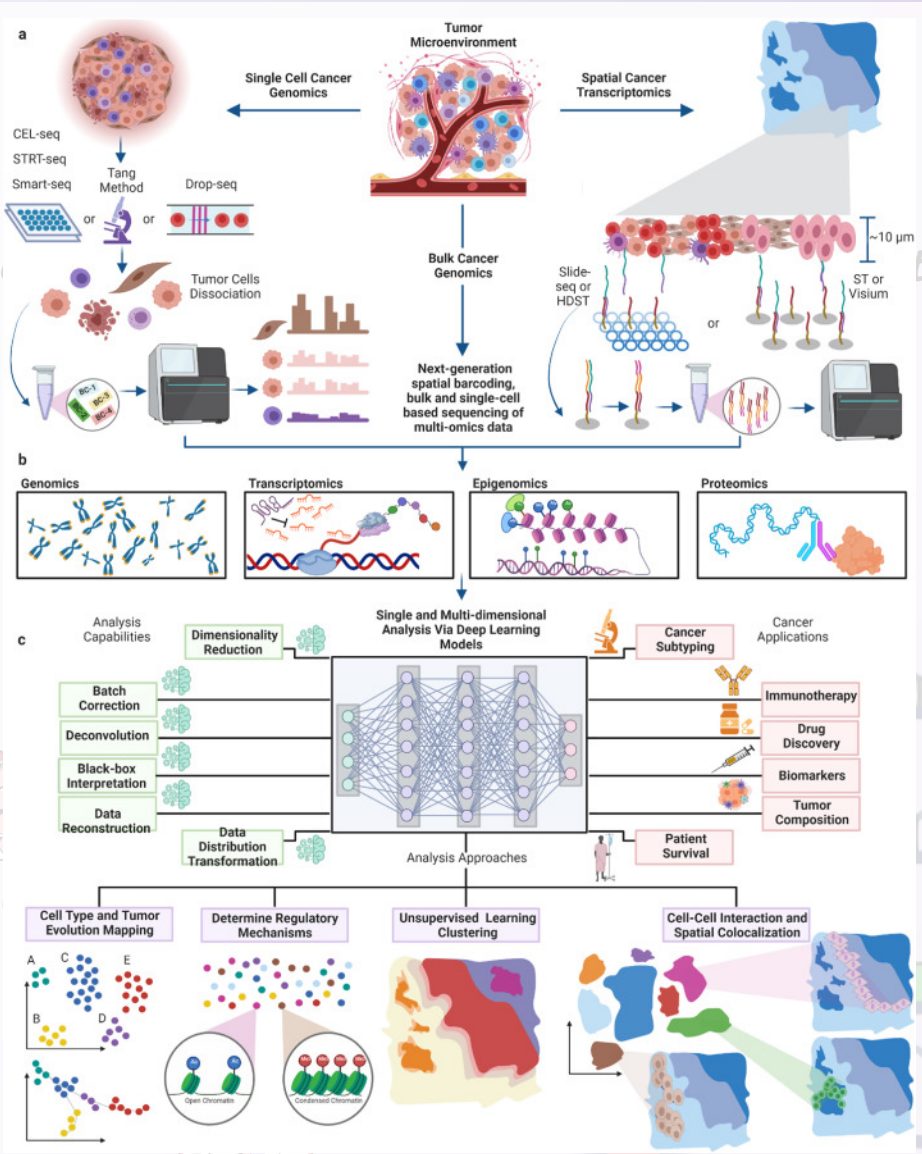 a
Tumor
Microenvironment
Single Cell Cancer
Genomics
Spatial Cancer
Transcriptomics
CEL-seq
STRT-seq
Smart-seq
Tang
Method
Drop-seq
or
or
~10 μm
Bulk Cancer
Genomics
Tumor Cells
Dissociation
Slide-
seq or
HDST
or
ST or
Visium
BC-1
BC-3
BC-4
Next-generation
spatial barcoding,
bulk and single-cell
based sequencing of
multi-omics data
b
Genomics
Transcriptomics
Epigenomics
Proteomics
c
Analysis
Capabilities
Single and Multi-dimensional
Analysis Via Deep Learning
Models
Cancer
Applications
Dimensionality
Reduction
Batch
Correction
Deconvolution
Black-box
Interpretation
Data
Reconstruction
Data
Distribution
Transformation
Cancer
Subtyping
Immunotherapy
Drug
Discovery
Biomarkers
Tumor
Composition
Patient
Survival
Analysis Approaches
Cell Type and Tumor
Evolution Mapping
Determine Regulatory
Mechanisms
Unsupervised Learning
Clustering
Cell-Cell Interaction and
Spatial Colocalization
A
C
E
B
D
Ac
Ac
Open Chromatin
Me
Me
Me
Me
Condensed Chromatin